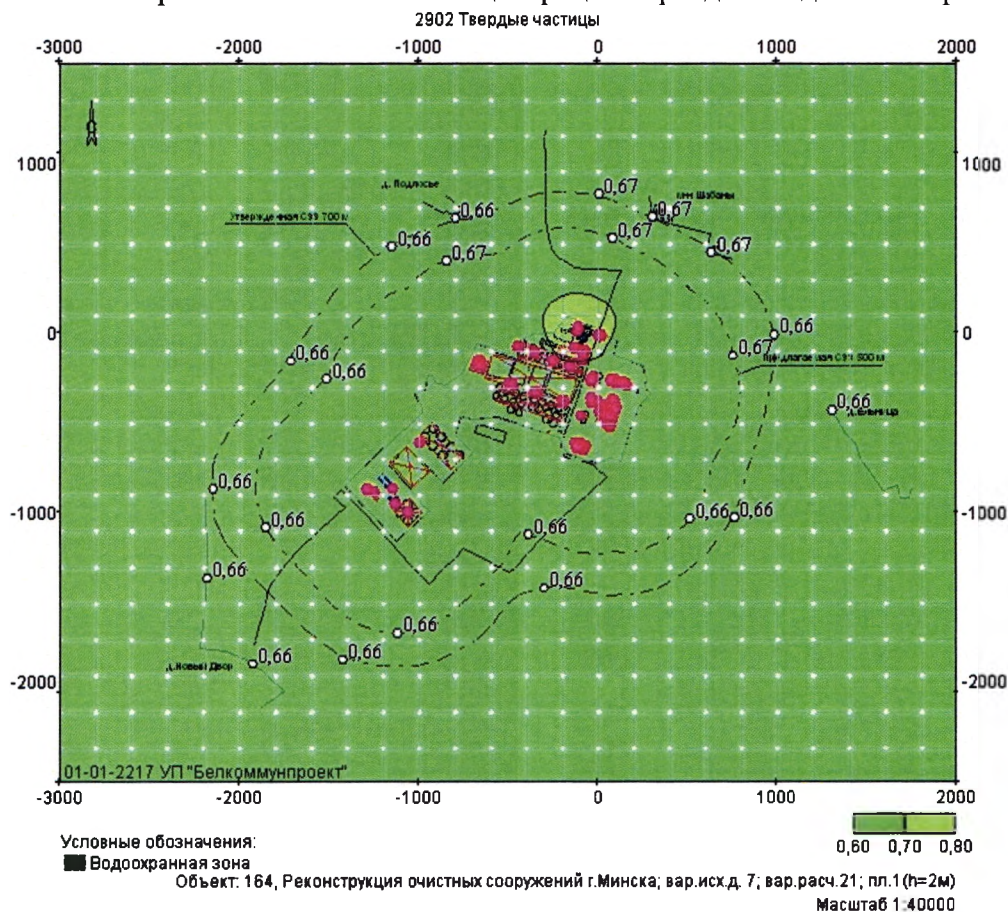 2902 Твердые частицы
-3000 -2000 -1000 0 1000 2000
1000 1000
0 0
-1000 -1000
-2000 -2000
д. Подлосье
0,67
0,66
0,67
мкн Шабаны
Утвержденная СЗЗ 700 м
0,66
0,67
0,67
0,67
0,66
0,67
Предлагаемая СЗЗ 500 м
0,66
0,66
0,66
д.Ельница
0,66
0,66
0,66
0,66
0,66
0,66
0,66
0,66
0,66
д.Новый Двор
0,66
0,66
01-01-2217 УП "Белкоммунпроект"
-3000 -2000 -1000 0 1000 2000
Условные обозначения:
Водоохранная зона
0,60 0,70 0,80
Объект: 164, Реконструкция очистных сооружений г.Минска; вар.исх.д. 7; вар.расч.21; пл.1(h=2м)
Масштаб 1:40000